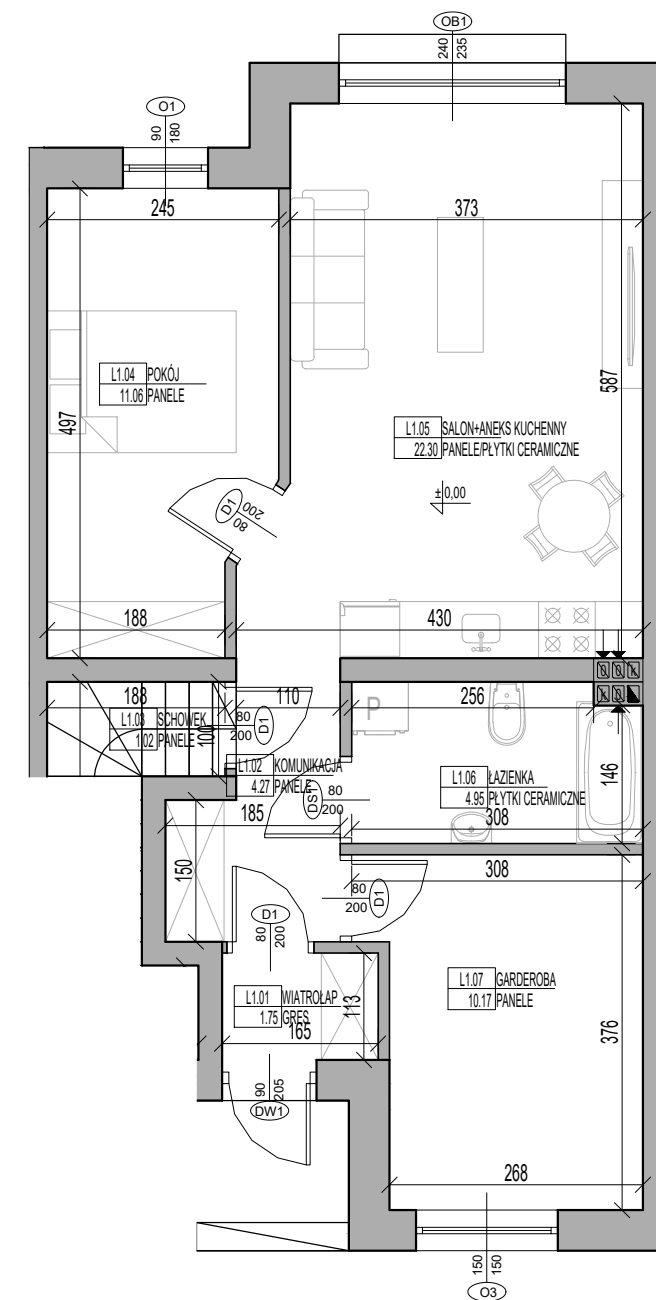 OB1
240
235
O1
90
180
245
373
L1.04 POKÓJ
11.06 PANELE
497
587
L1.05 SALON+ANEKS KUCHENNY
22.30 PANELE/PŁYTKI CERAMICZNE
±0,00
D1
80
200
188
430
188
110
256
L1.03 SCHOWEK
1.02 PANELE
100
80
200
D1
P
L1.02 KOMUNIKACJA
4.27 PANELE
DS1
80
200
L1.06 ŁAZIENKA
4.95 PŁYTKI CERAMICZNE
146
185
308
150
308
80
200
D1
D1
80
200
L1.01 WIATROŁAP
1.75 GRES
113
165
L1.07 GARDEROBA
10.17 PANELE
376
90
205
DW1
268
150
150
O3